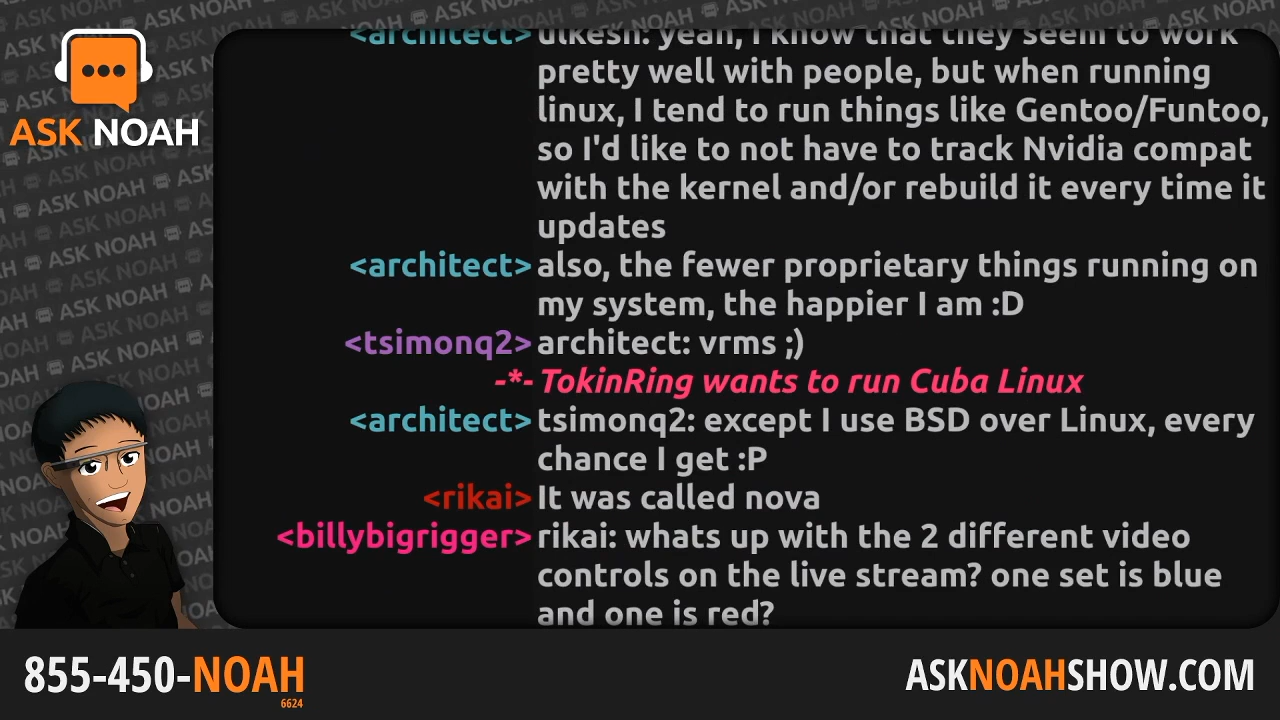 ASK NOAH
<architect> ulkesh: yeah, I know that they seem to work
pretty well with people, but when running
linux, I tend to run things like Gentoo/Funtoo,
so I'd like to not have to track Nvidia compat
with the kernel and/or rebuild it every time it
updates
<architect> also, the fewer proprietary things running on
my system, the happier I am :D
<tsimonq2> architect: vrms ;)
-*- TokinRing wants to run Cuba Linux
<architect> tsimonq2: except I use BSD over Linux, every
chance I get :P
<rikai> It was called nova
<billybigrigger> rikai: whats up with the 2 different video
controls on the live stream? one set is blue
and one is red?
855-450-NOAH
6624
ASKNOAHSHOW.COM